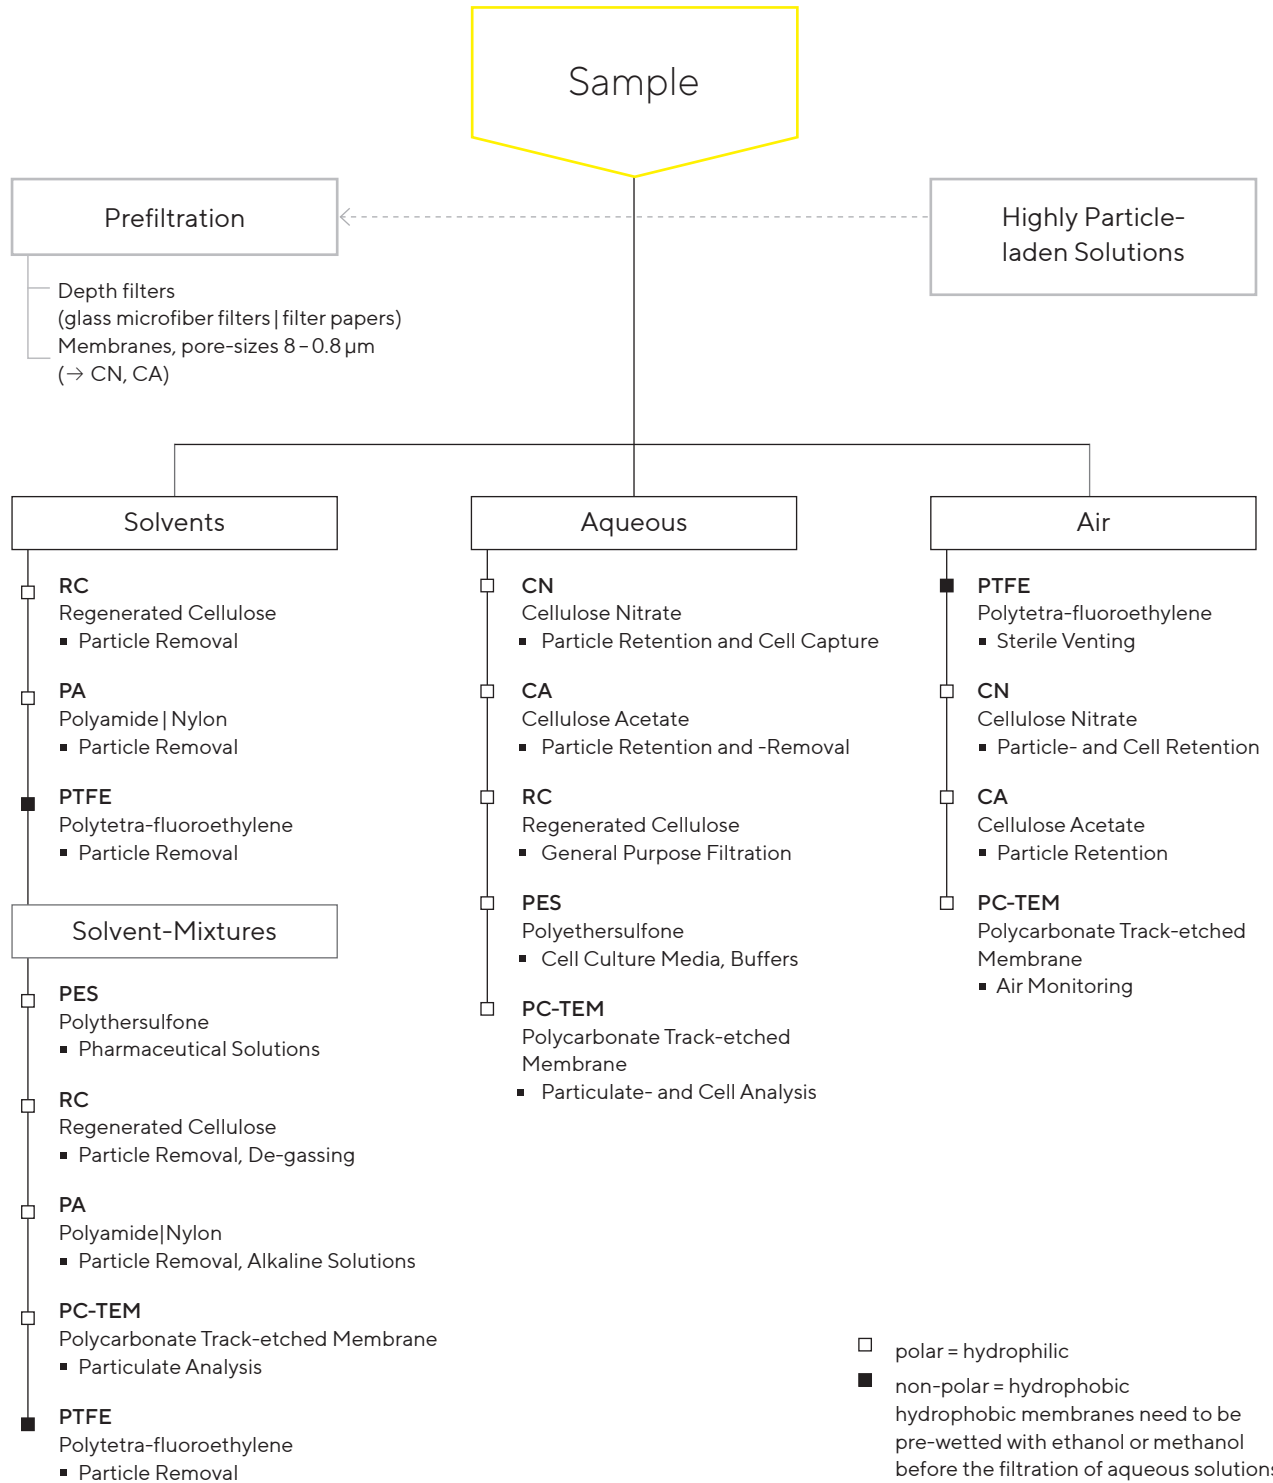 Sample
Prefiltration
Highly Particle-
laden Solutions
Depth filters
(glass microfiber filters | filter papers)
Membranes, pore-sizes 8 – 0.8 µm
(→ CN, CA)
Solvents
RC
Regenerated Cellulose
▪ Particle Removal
PA
Polyamide | Nylon
▪ Particle Removal
PTFE
Polytetra-fluoroethylene
▪ Particle Removal
Solvent-Mixtures
PES
Polythersulfone
▪ Pharmaceutical Solutions
RC
Regenerated Cellulose
▪ Particle Removal, De-gassing
PA
Polyamide|Nylon
▪ Particle Removal, Alkaline Solutions
PC-TEM
Polycarbonate Track-etched Membrane
▪ Particulate Analysis
PTFE
Polytetra-fluoroethylene
▪ Particle Removal
Aqueous
CN
Cellulose Nitrate
▪ Particle Retention and Cell Capture
CA
Cellulose Acetate
▪ Particle Retention and -Removal
RC
Regenerated Cellulose
▪ General Purpose Filtration
PES
Polyethersulfone
▪ Cell Culture Media, Buffers
PC-TEM
Polycarbonate Track-etched
Membrane
▪ Particulate- and Cell Analysis
Air
PTFE
Polytetra-fluoroethylene
▪ Sterile Venting
CN
Cellulose Nitrate
▪ Particle- and Cell Retention
CA
Cellulose Acetate
▪ Particle Retention
PC-TEM
Polycarbonate Track-etched
Membrane
▪ Air Monitoring
polar = hydrophilic
non-polar = hydrophobic
hydrophobic membranes need to be
pre-wetted with ethanol or methanol
before the filtration of aqueous solutions